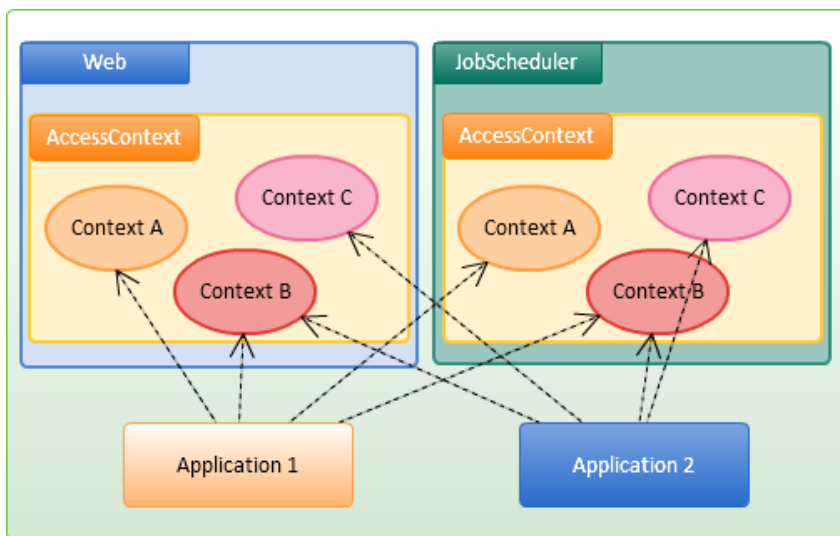 Web
AccessContext
Context A
Context C
Context B
JobScheduler
AccessContext
Context A
Context C
Context B
Application 1
Application 2